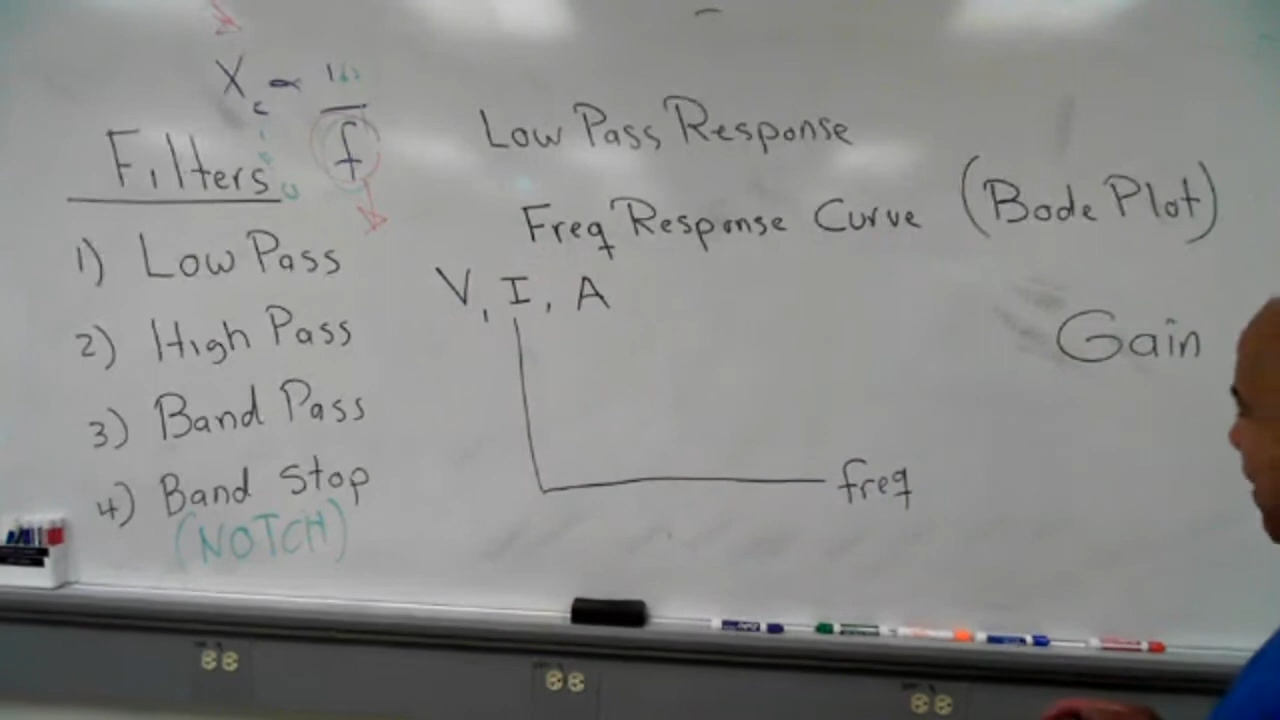 X_c ∝ 1
f
Filters
1) Low Pass
2) High Pass
3) Band Pass
4) Band Stop
(NOTCH)
Low Pass Response
Freq Response Curve (Bode Plot)
V, I, A
freq
Gain